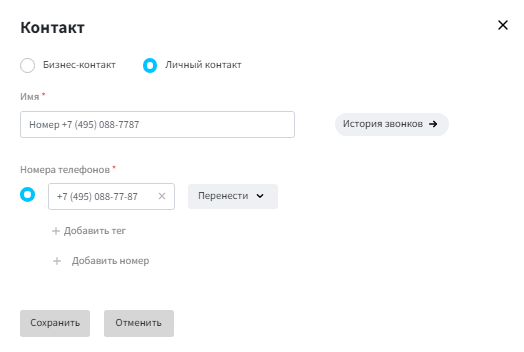 Контакт
Бизнес-контакт Личный контакт
Имя *
Номер +7 (495) 088-7787 История звонков →
Номера телефонов *
+7 (495) 088-77-87 × Перенести
+ Добавить тег
+ Добавить номер
Сохранить Отменить